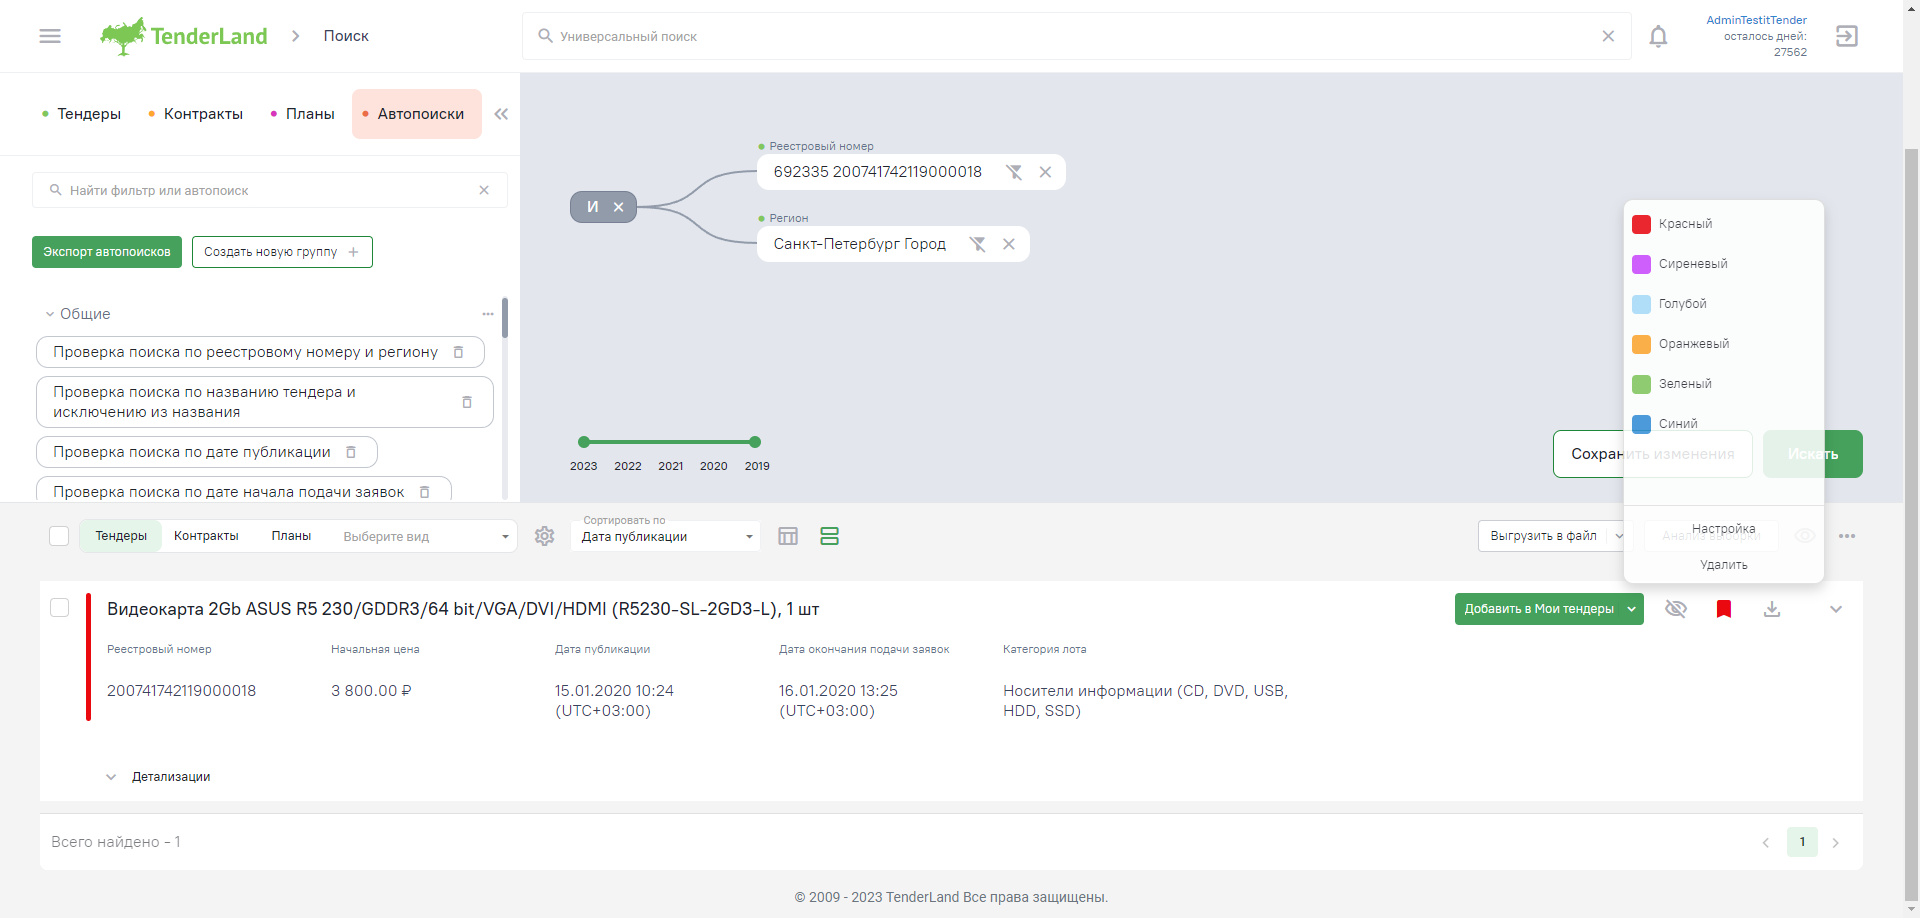 TenderLand
Поиск
Универсальный поиск
AdminTestitTender
осталось дней:
27562
Тендеры
Контракты
Планы
Автопоиски
Найти фильтр или автопоиск
Экспорт автопоисков
Создать новую группу +
Общие
Проверка поиска по реестровому номеру и региону
Проверка поиска по названию тендера и
исключению из названия
Проверка поиска по дате публикации
Проверка поиска по дате начала подачи заявок
И
Реестровый номер
692335 200741742119000018
Регион
Санкт-Петербург Город
2023 2022 2021 2020 2019
Красный
Сиреневый
Голубой
Оранжевый
Зеленый
Синий
Сохранить изменения
Искать
Настройка
Удалить
Тендеры
Контракты
Планы
Выберите вид
Сортировать по
Дата публикации
Выгрузить в файл
Анализ выборки
Видеокарта 2Gb ASUS R5 230/GDDR3/64 bit/VGA/DVI/HDMI (R5230-SL-2GD3-L), 1 шт
Добавить в Мои тендеры
Реестровый номер
Начальная цена
Дата публикации
Дата окончания подачи заявок
Категория лота
200741742119000018
3 800.00 ₽
15.01.2020 10:24
(UTC+03:00)
16.01.2020 13:25
(UTC+03:00)
Носители информации (CD, DVD, USB,
HDD, SSD)
Детализации
Всего найдено - 1
1
© 2009 - 2023 TenderLand Все права защищены.